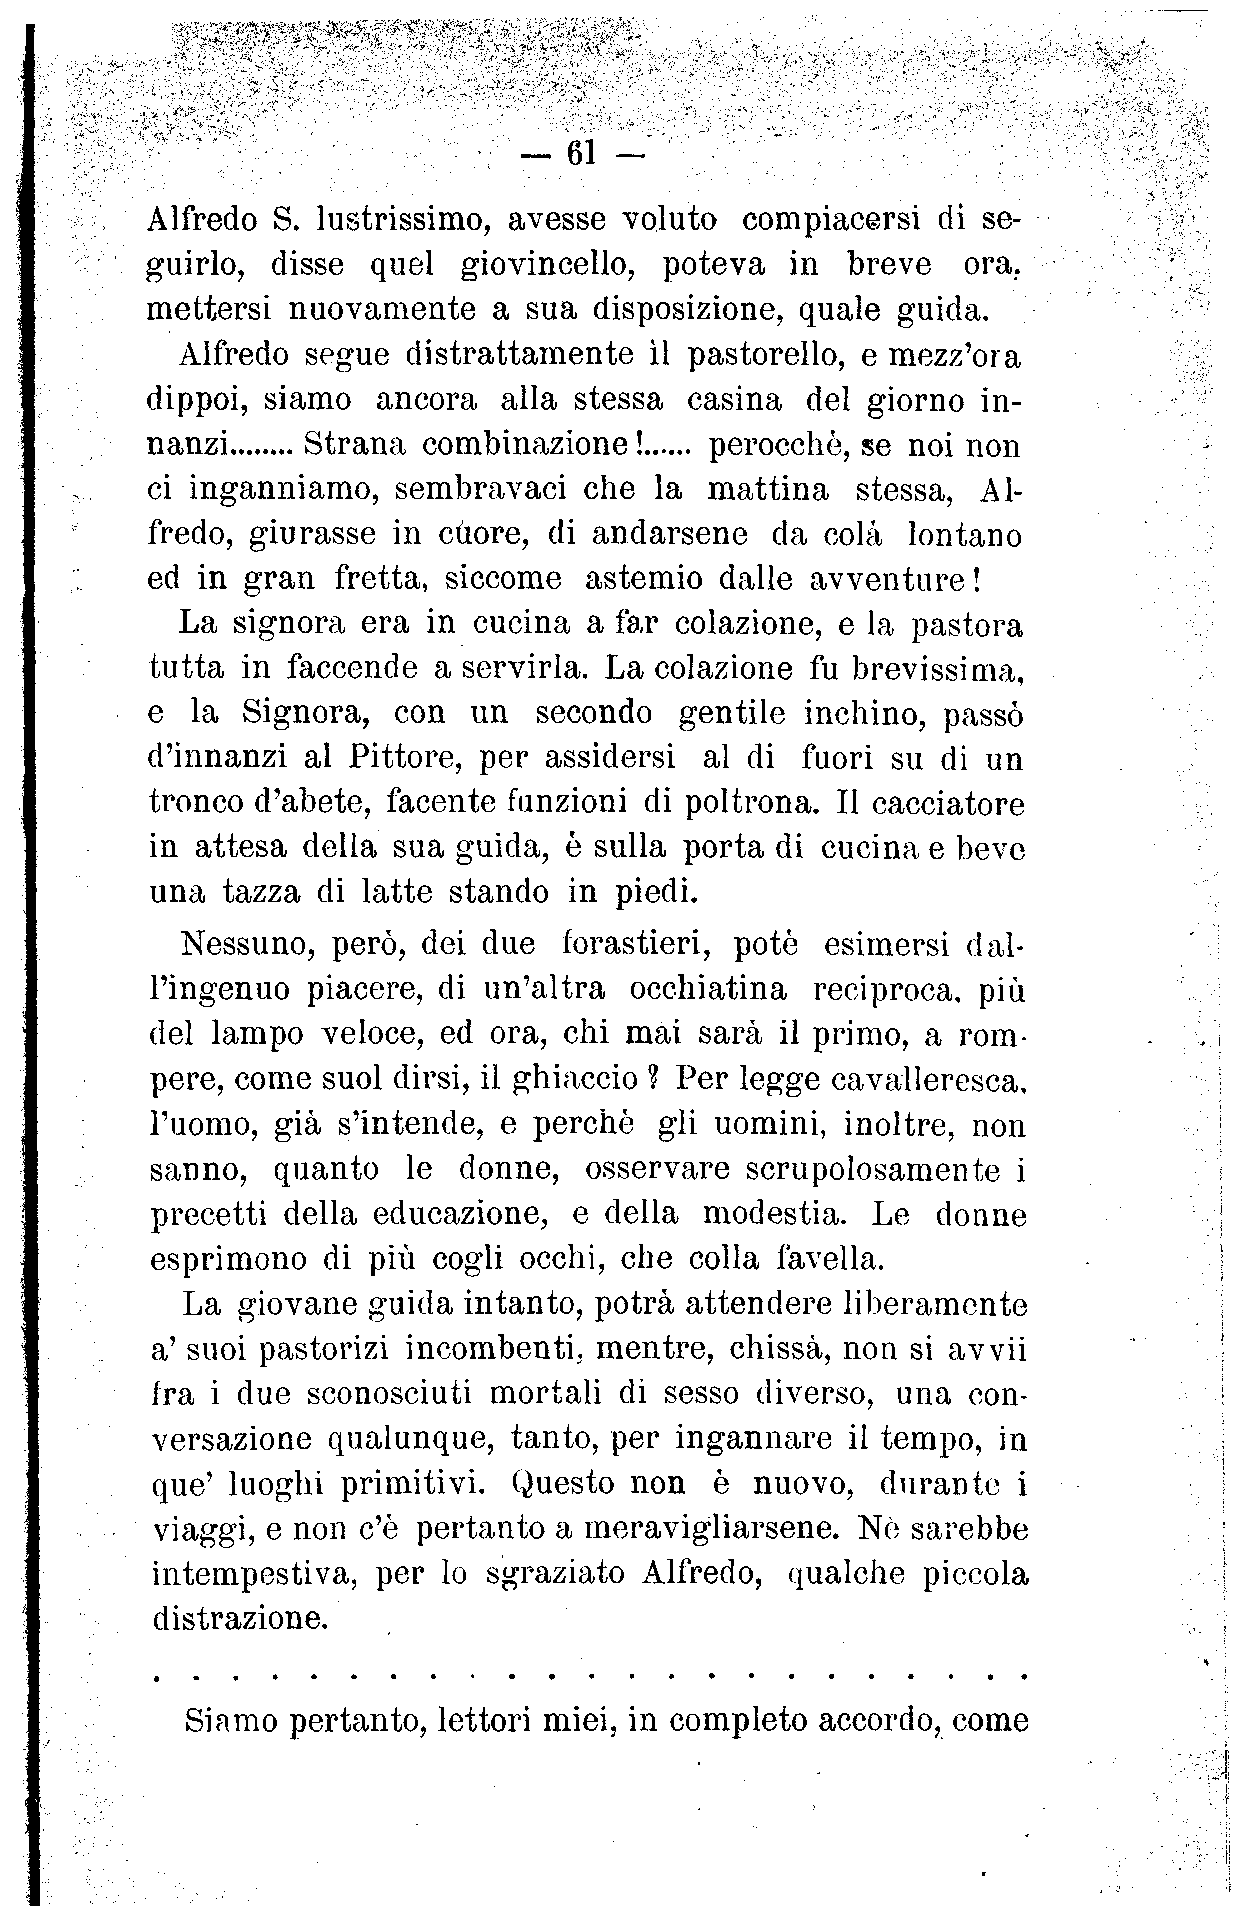 — 61 —
Alfredo S. lustrissimo, avesse voluto compiacersi di se-
guirlo, disse quel giovincello, poteva in breve ora,
mettersi nuovamente a sua disposizione, quale guida.
Alfredo segue distrattamente il pastorello, e mezz'ora
dippoi, siamo ancora alla stessa casina del giorno in-
nanzi........ Strana combinazione!...... perocchè, se noi non
ci inganniamo, sembravaci che la mattina stessa, Al-
fredo, giurasse in cuore, di andarsene da colà lontano
ed in gran fretta, siccome astemio dalle avventure!
La signora era in cucina a far colazione, e la pastora
tutta in faccende a servirla. La colazione fu brevissima,
e la Signora, con un secondo gentile inchino, passò
d'innanzi al Pittore, per assidersi al di fuori su di un
tronco d'abete, facente funzioni di poltrona. Il cacciatore
in attesa della sua guida, è sulla porta di cucina e beve
una tazza di latte stando in piedi.
Nessuno, però, dei due forastieri, potè esimersi dal-
l'ingenuo piacere, di un'altra occhiatina reciproca, più
del lampo veloce, ed ora, chi mai sarà il primo, a rom-
pere, come suol dirsi, il ghiaccio? Per legge cavalleresca,
l'uomo, già s'intende, e perchè gli uomini, inoltre, non
sanno, quanto le donne, osservare scrupolosamente i
precetti della educazione, e della modestia. Le donne
esprimono di più cogli occhi, che colla favella.
La giovane guida intanto, potrà attendere liberamente
a' suoi pastorizi incombenti, mentre, chissà, non si avvii
fra i due sconosciuti mortali di sesso diverso, una con-
versazione qualunque, tanto, per ingannare il tempo, in
que' luoghi primitivi. Questo non è nuovo, durante i
viaggi, e non c'è pertanto a meravigliarsene. Nè sarebbe
intempestiva, per lo sgraziato Alfredo, qualche piccola
distrazione.
. . . . . . . . . . . . . . . . . . . . . . .
Siamo pertanto, lettori miei, in completo accordo, come